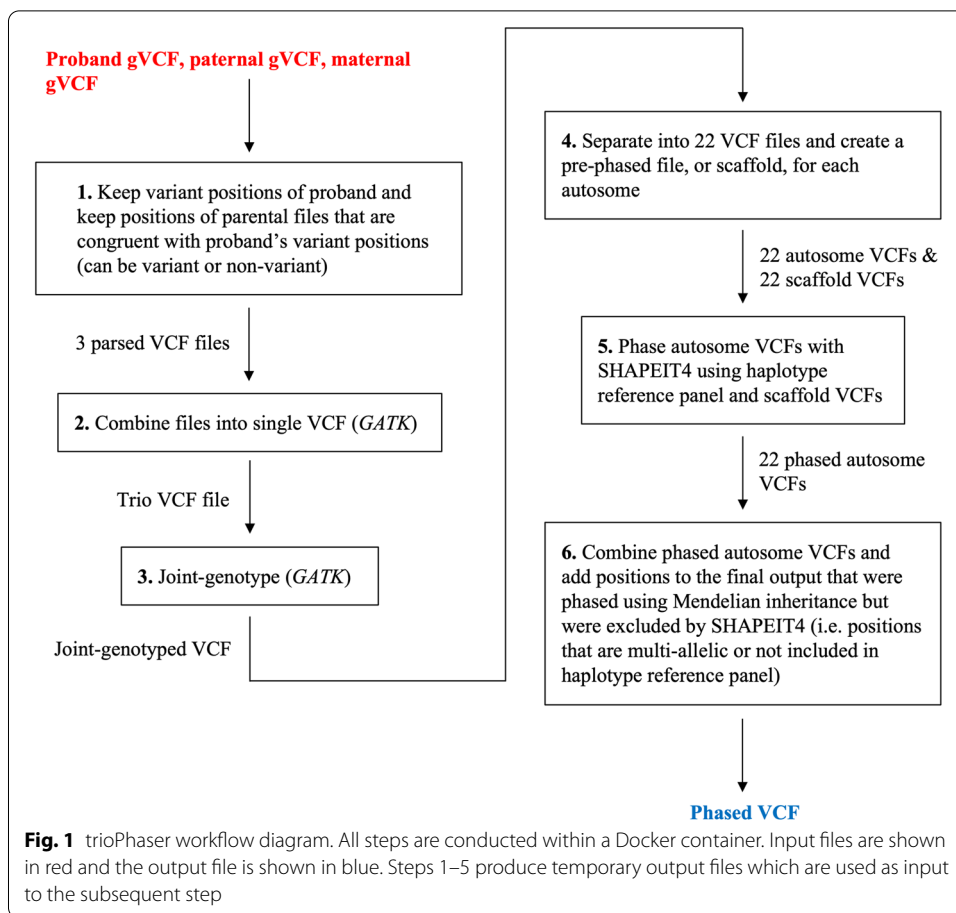 Proband gVCF, paternal gVCF, maternal
gVCF
1. Keep variant positions of proband and
keep positions of parental files that are
congruent with proband's variant positions
(can be variant or non-variant)
3 parsed VCF files
2. Combine files into single VCF (GATK)
Trio VCF file
3. Joint-genotype (GATK)
Joint-genotyped VCF
4. Separate into 22 VCF files and create a
pre-phased file, or scaffold, for each
autosome
22 autosome VCFs &
22 scaffold VCFs
5. Phase autosome VCFs with
SHAPEIT4 using haplotype
reference panel and scaffold VCFs
22 phased autosome
VCFs
6. Combine phased autosome VCFs and
add positions to the final output that were
phased using Mendelian inheritance but
were excluded by SHAPEIT4 (i.e. positions
that are multi-allelic or not included in
haplotype reference panel)
Phased VCF
Fig. 1 trioPhaser workflow diagram. All steps are conducted within a Docker container. Input files are shown
in red and the output file is shown in blue. Steps 1–5 produce temporary output files which are used as input
to the subsequent step